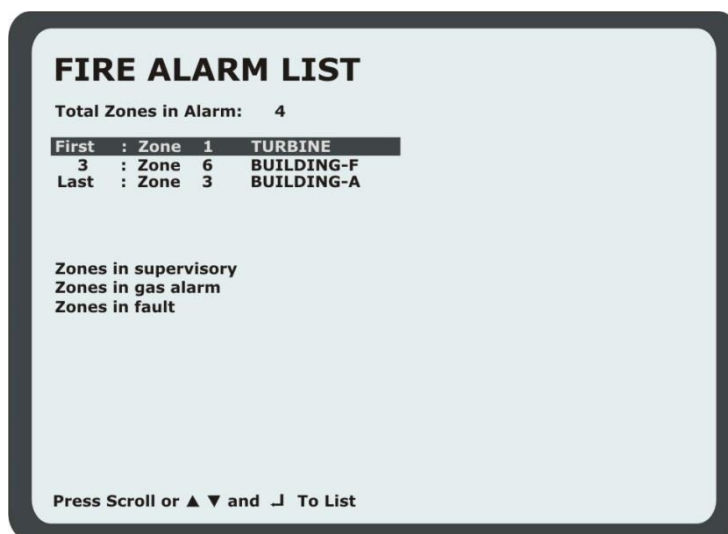 FIRE ALARM LIST
Total Zones in Alarm: 4
First : Zone 1 TURBINE
3 : Zone 6 BUILDING-F
Last : Zone 3 BUILDING-A
Zones in supervisory
Zones in gas alarm
Zones in fault
Press Scroll or ▲ ▼ and ↵ To List